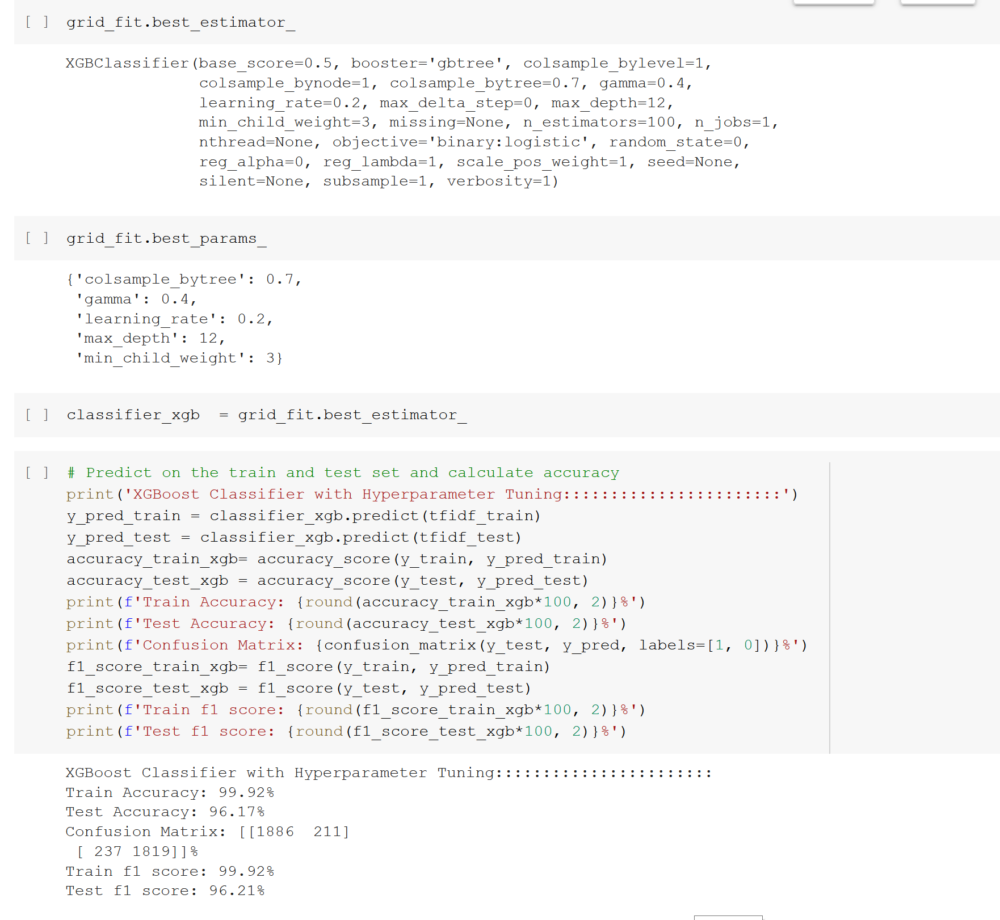 [ ] grid_fit.best_estimator_
XGBClassifier(base_score=0.5, booster='gbtree', colsample_bylevel=1,
              colsample_bynode=1, colsample_bytree=0.7, gamma=0.4,
              learning_rate=0.2, max_delta_step=0, max_depth=12,
              min_child_weight=3, missing=None, n_estimators=100, n_jobs=1,
              nthread=None, objective='binary:logistic', random_state=0,
              reg_alpha=0, reg_lambda=1, scale_pos_weight=1, seed=None,
              silent=None, subsample=1, verbosity=1)
[ ] grid_fit.best_params_
{'colsample_bytree': 0.7,
 'gamma': 0.4,
 'learning_rate': 0.2,
 'max_depth': 12,
 'min_child_weight': 3}
[ ] classifier_xgb  = grid_fit.best_estimator_
[ ] # Predict on the train and test set and calculate accuracy
print('XGBoost Classifier with Hyperparameter Tuning:::::::::::::::::::::::')
y_pred_train = classifier_xgb.predict(tfidf_train)
y_pred_test = classifier_xgb.predict(tfidf_test)
accuracy_train_xgb= accuracy_score(y_train, y_pred_train)
accuracy_test_xgb = accuracy_score(y_test, y_pred_test)
print(f'Train Accuracy: {round(accuracy_train_xgb*100, 2)}%')
print(f'Test Accuracy: {round(accuracy_test_xgb*100, 2)}%')
print(f'Confusion Matrix: {confusion_matrix(y_test, y_pred, labels=[1, 0])}%')
f1_score_train_xgb= f1_score(y_train, y_pred_train)
f1_score_test_xgb = f1_score(y_test, y_pred_test)
print(f'Train f1 score: {round(f1_score_train_xgb*100, 2)}%')
print(f'Test f1 score: {round(f1_score_test_xgb*100, 2)}%')
XGBoost Classifier with Hyperparameter Tuning:::::::::::::::::::::::
Train Accuracy: 99.92%
Test Accuracy: 96.17%
Confusion Matrix: [[1886  211]
 [ 237 1819]]%
Train f1 score: 99.92%
Test f1 score: 96.21%